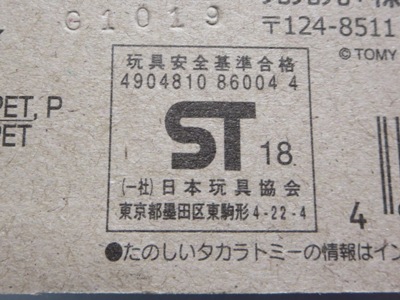 G1019
〒124-8511
© TOMY
玩具安全基準合格
4904810 86004 4
PET, P
PET
ST 18.
(一社)日本玩具協会
東京都墨田区東駒形4-22-4
4
●たのしいタカラトミーの情報はイン